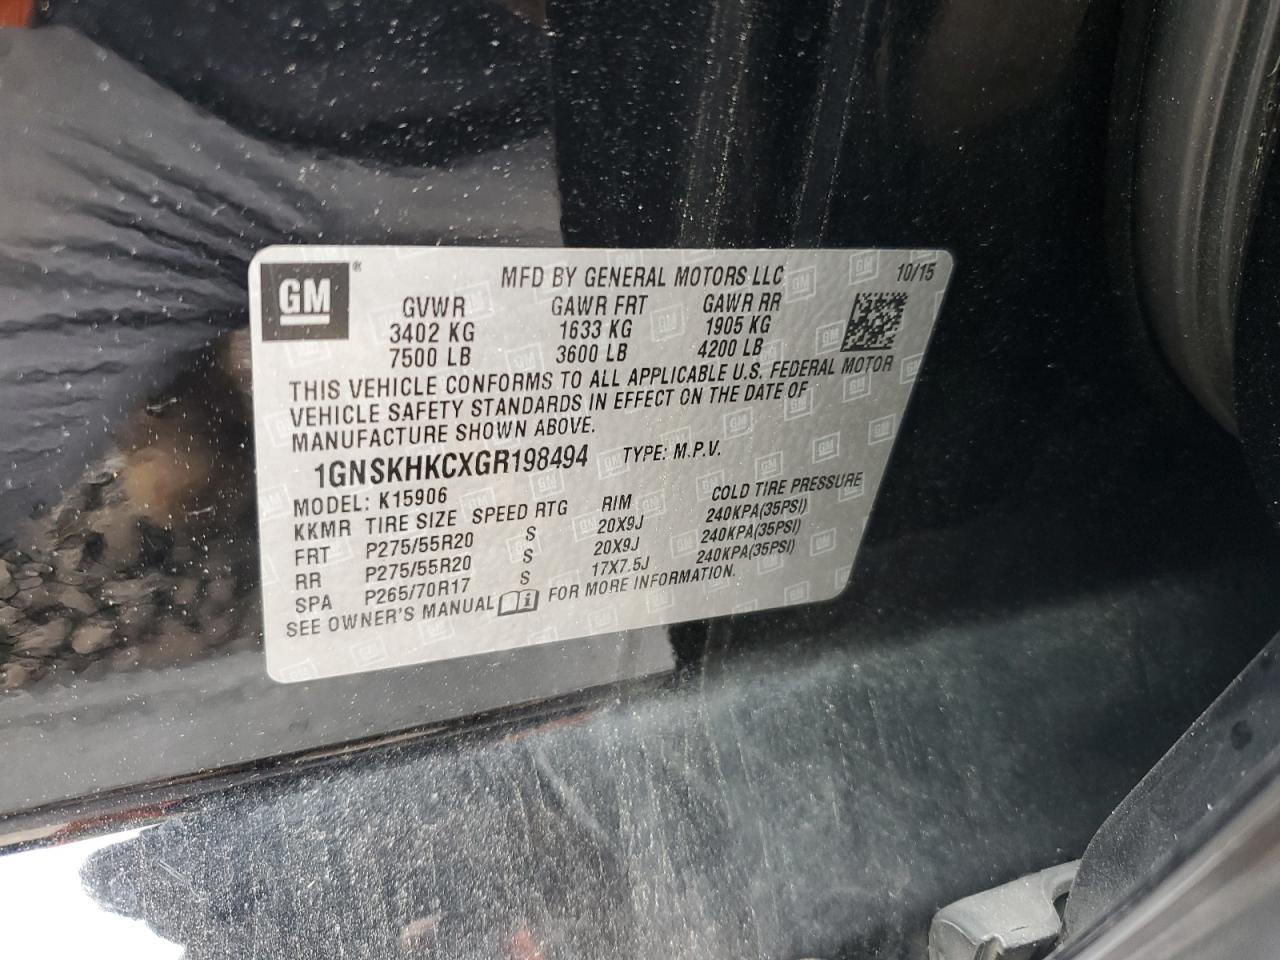 GM ® MFD BY GENERAL MOTORS LLC 10/15
GVWR GAWR FRT GAWR RR
3402 KG 1633 KG 1905 KG
7500 LB 3600 LB 4200 LB
THIS VEHICLE CONFORMS TO ALL APPLICABLE U.S. FEDERAL MOTOR
VEHICLE SAFETY STANDARDS IN EFFECT ON THE DATE OF
MANUFACTURE SHOWN ABOVE.
1GNSKHKCXGR198494 TYPE: M.P.V.
MODEL: K15906
KKMR TIRE SIZE SPEED RTG RIM COLD TIRE PRESSURE
FRT P275/55R20 S 20X9J 240KPA(35PSI)
RR P275/55R20 S 20X9J 240KPA(35PSI)
SPA P265/70R17 S 17X7.5J 240KPA(35PSI)
SEE OWNER'S MANUAL FOR MORE INFORMATION.